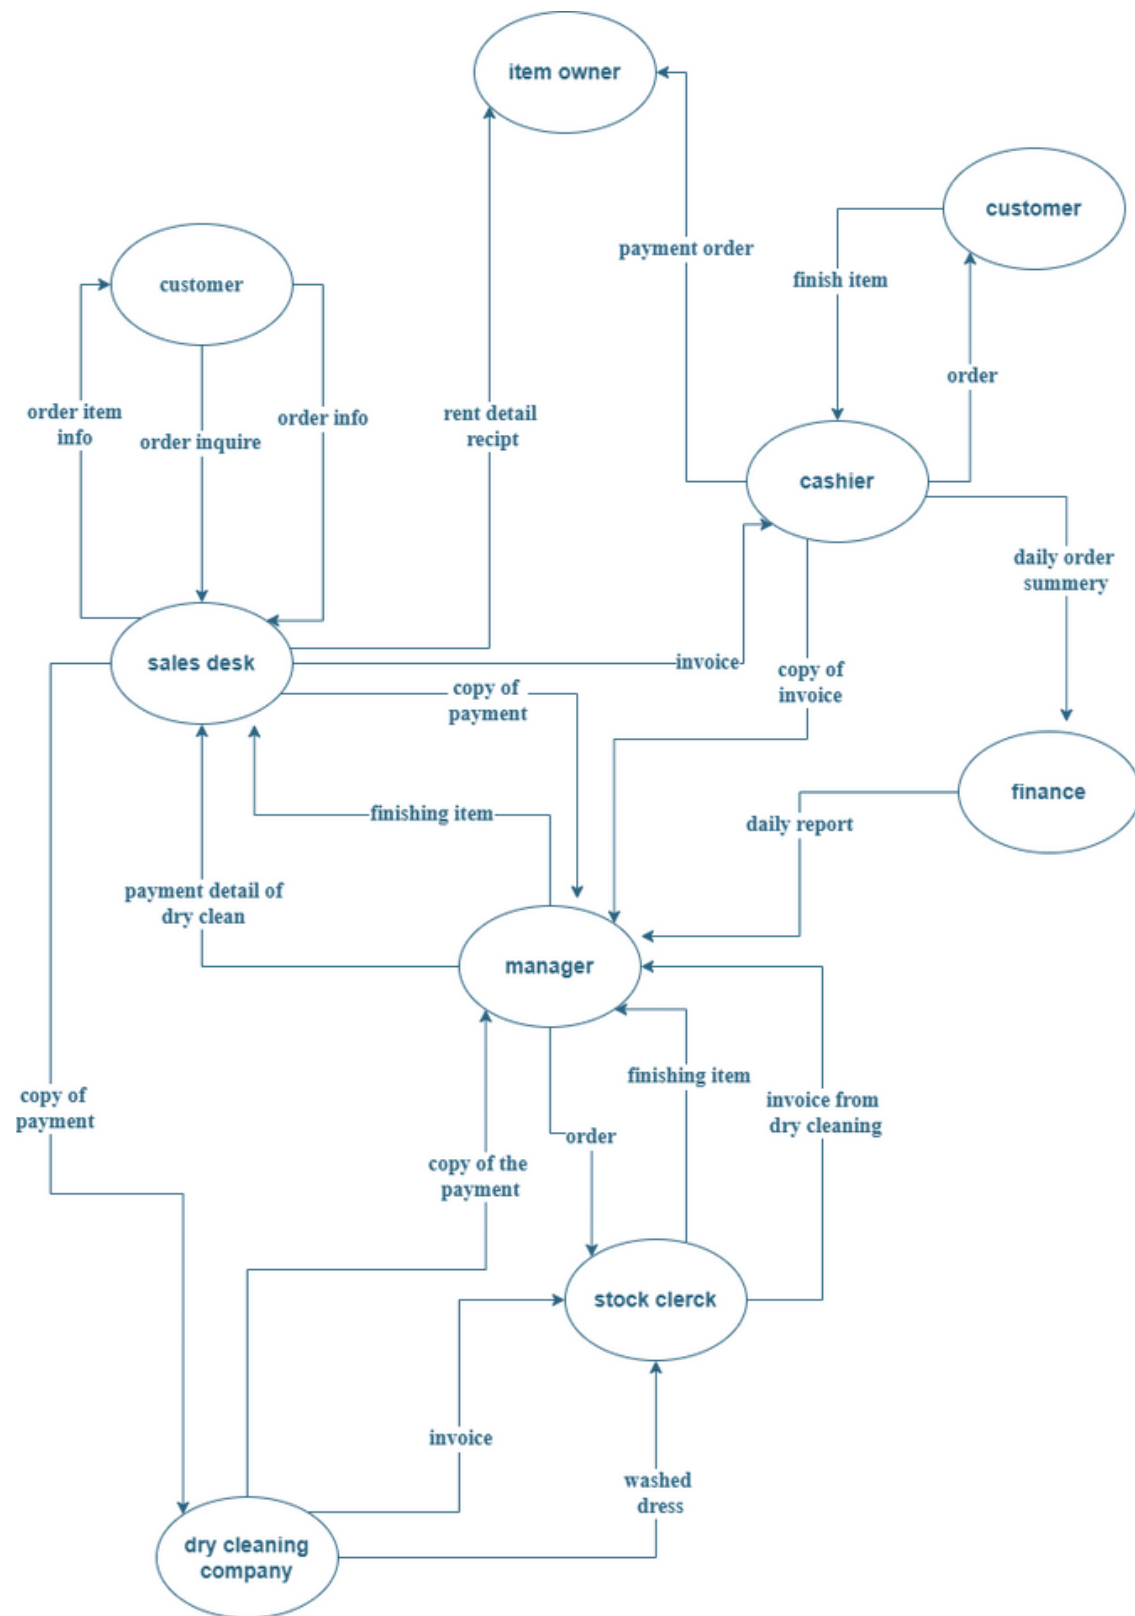 item owner
customer
payment order
finish item
customer
order
order item
info
order info
rent detail
recipt
order inquire
cashier
daily order
summery
sales desk
invoice
copy of
invoice
copy of
payment
finance
finishing item
daily report
payment detail of
dry clean
manager
finishing item
copy of
payment
invoice from
dry cleaning
order
copy of the
payment
stock clerck
invoice
washed
dress
dry cleaning
company